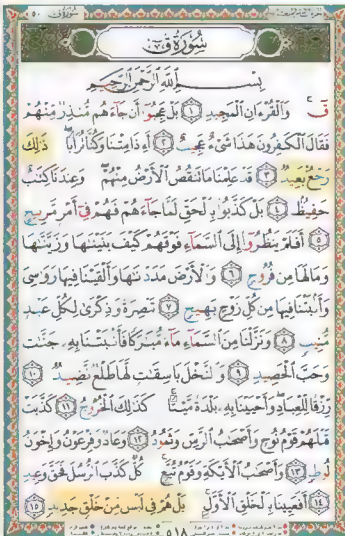 سُورَةُ قٓ
بِسْمِ ٱللَّهِ ٱلرَّحْمَٰنِ ٱلرَّحِيمِ
قٓ ۚ وَٱلْقُرْءَانِ ٱلْمَجِيدِ ١ بَلْ عَجِبُوٓا۟ أَن جَآءَهُم مُّنذِرٌ مِّنْهُمْ
فَقَالَ ٱلْكَٰفِرُونَ هَٰذَا شَىْءٌ عَجِيبٌ ٢ أَءِذَا مِتْنَا وَكُنَّا تُرَابًا ۖ ذَٰلِكَ
رَجْعٌۢ بَعِيدٌ ٣ قَدْ عَلِمْنَا مَا تَنقُصُ ٱلْأَرْضُ مِنْهُمْ ۖ وَعِندَنَا كِتَٰبٌ
حَفِيظٌۢ ٤ بَلْ كَذَّبُوا۟ بِٱلْحَقِّ لَمَّا جَآءَهُمْ فَهُمْ فِىٓ أَمْرٍ مَّرِيجٍ
٥ أَفَلَمْ يَنظُرُوٓا۟ إِلَى ٱلسَّمَآءِ فَوْقَهُمْ كَيْفَ بَنَيْنَٰهَا وَزَيَّنَّٰهَا
وَمَا لَهَا مِن فُرُوجٍ ٦ وَٱلْأَرْضَ مَدَدْنَٰهَا وَأَلْقَيْنَا فِيهَا رَوَٰسِىَ
وَأَنۢبَتْنَا فِيهَا مِن كُلِّ زَوْجٍۭ بَهِيجٍ ٧ تَبْصِرَةً وَذِكْرَىٰ لِكُلِّ عَبْدٍ
مُّنِيبٍ ٨ وَنَزَّلْنَا مِنَ ٱلسَّمَآءِ مَآءً مُّبَٰرَكًا فَأَنۢبَتْنَا بِهِۦ جَنَّٰتٍ
وَحَبَّ ٱلْحَصِيدِ ٩ وَٱلنَّخْلَ بَاسِقَٰتٍ لَّهَا طَلْعٌ نَّضِيدٌ ١٠
رِّزْقًا لِّلْعِبَادِ ۖ وَأَحْيَيْنَا بِهِۦ بَلْدَةً مَّيْتًا ۚ كَذَٰلِكَ ٱلْخُرُوجُ ١١ كَذَّبَتْ
قَبْلَهُمْ قَوْمُ نُوحٍ وَأَصْحَٰبُ ٱلرَّسِّ وَثَمُودُ ١٢ وَعَادٌ وَفِرْعَوْنُ وَإِخْوَٰنُ
لُوطٍ ١٣ وَأَصْحَٰبُ ٱلْأَيْكَةِ وَقَوْمُ تُبَّعٍ ۚ كُلٌّ كَذَّبَ ٱلرُّسُلَ فَحَقَّ وَعِيدِ
١٤ أَفَعَيِينَا بِٱلْخَلْقِ ٱلْأَوَّلِ ۚ بَلْ هُمْ فِى لَبْسٍ مِّنْ خَلْقٍ جَدِيدٍ ١٥
٥١٨